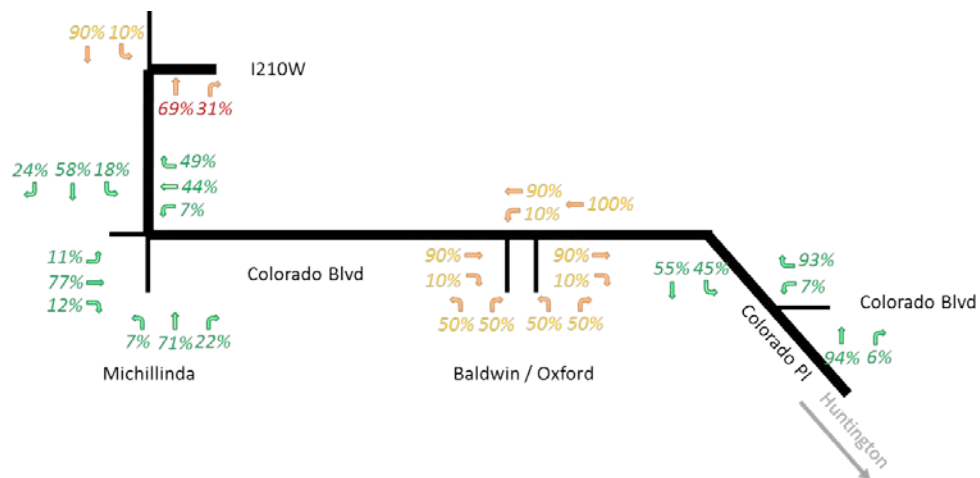 90% 10%
I210W
69% 31%
24% 58% 18%
49%
44%
7%
90%
10%
100%
11%
77%
12%
Colorado Blvd
90%
10%
90%
10%
55% 45%
93%
7%
Colorado Blvd
7% 71% 22%
50% 50%
50% 50%
94% 6%
Colorado Pl
Michillinda
Baldwin / Oxford
Huntington